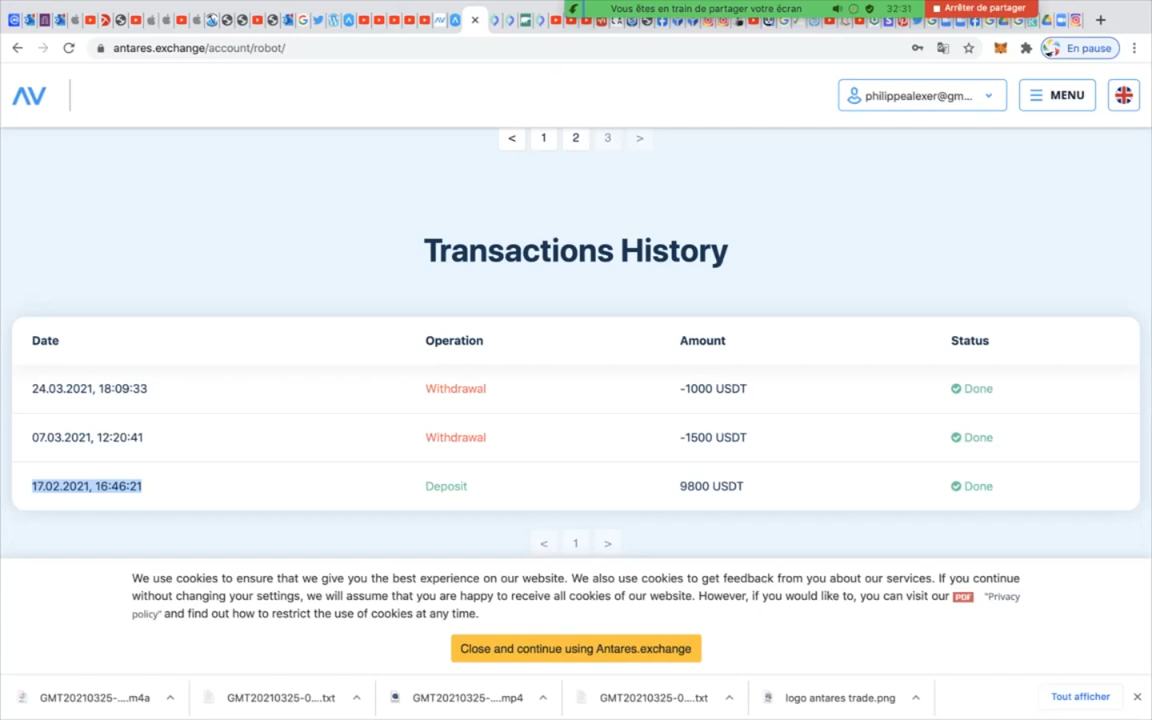 Vous êtes en train de partager votre écran
32:31
Arrêter de partager
antares.exchange/account/robot/
En pause
AV
philippealexer@gm...
MENU
< 1 2 3 >
Transactions History
Date Operation Amount Status
24.03.2021, 18:09:33 Withdrawal -1000 USDT Done
07.03.2021, 12:20:41 Withdrawal -1500 USDT Done
17.02.2021, 16:46:21 Deposit 9800 USDT Done
< 1 >
We use cookies to ensure that we give you the best experience on our website. We also use cookies to get feedback from you about our services. If you continue
without changing your settings, we will assume that you are happy to receive all cookies of our website. However, if you would like to, you can visit our PDF "Privacy
policy" and find out how to restrict the use of cookies at any time.
Close and continue using Antares.exchange
GMT20210325-....m4a GMT20210325-0....txt GMT20210325-....mp4 GMT20210325-0....txt logo antares trade.png Tout afficher